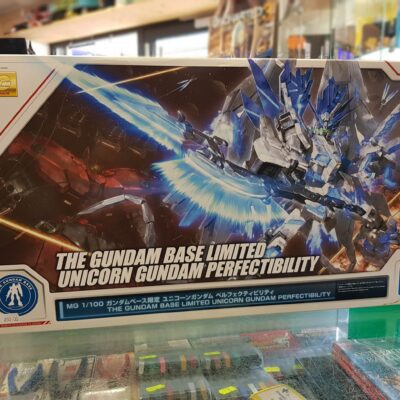 THE GUNDAM BASE LIMITED
UNICORN GUNDAM PERFECTIBILITY
MG 1/100 ガンダムベース限定 ユニコーンガンダム ペルフェクティビリティ
THE GUNDAM BASE LIMITED UNICORN GUNDAM PERFECTIBILITY